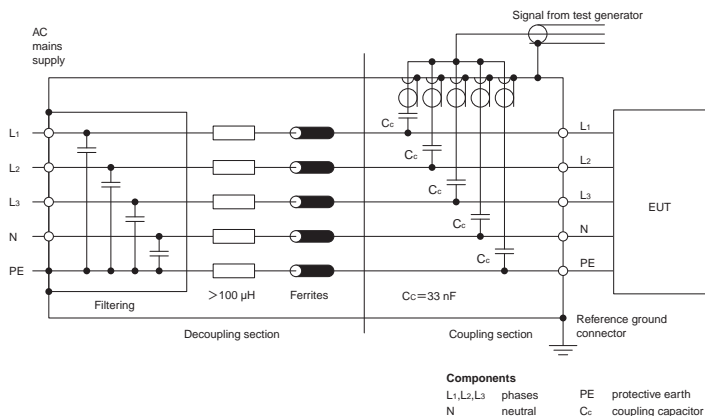 Signal from test generator
AC
mains
supply
L1
L2
L3
N
PE
Cc
Cc
Cc
Cc
Cc
L1
L2
L3
N
PE
EUT
Filtering
>100 μH
Ferrites
Cc=33 nF
Decoupling section
Coupling section
Reference ground
connector
Components
L1,L2,L3 phases PE protective earth
N neutral Cc coupling capacitor